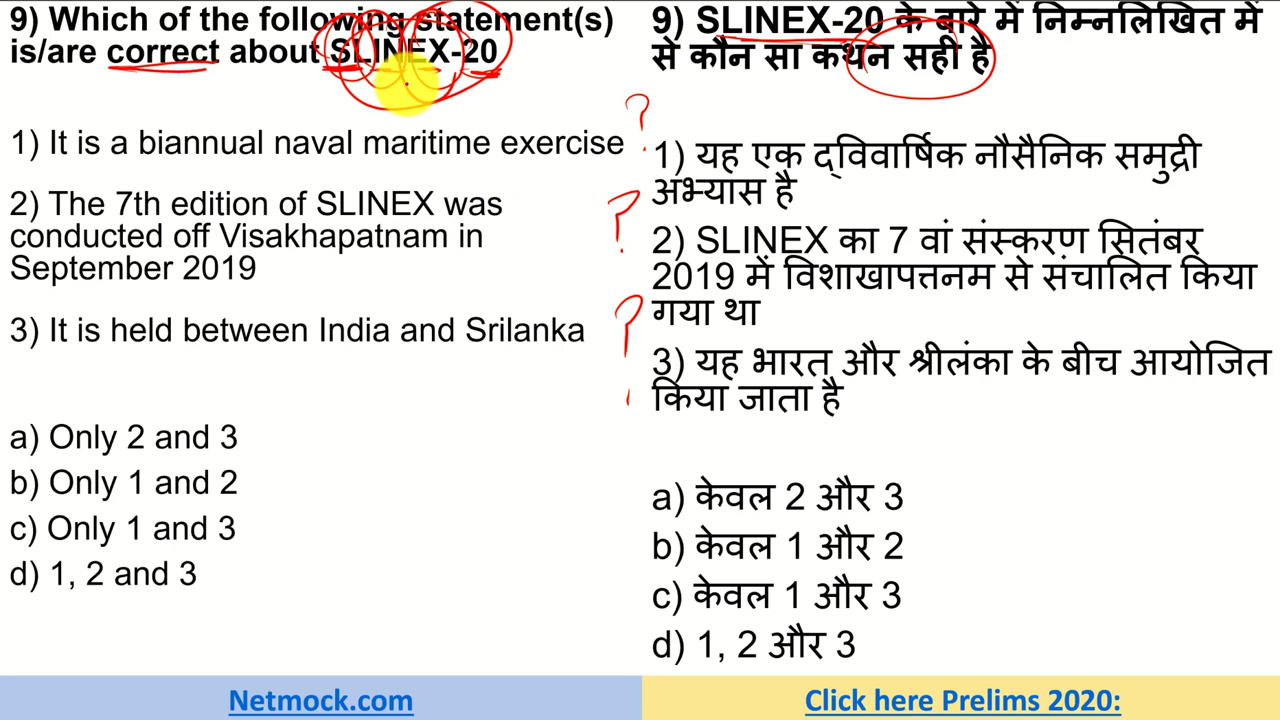 9) Which of the following statement(s)
is/are correct about SLINEX-20
1) It is a biannual naval maritime exercise
2) The 7th edition of SLINEX was
conducted off Visakhapatnam in
September 2019
3) It is held between India and Srilanka
a) Only 2 and 3
b) Only 1 and 2
c) Only 1 and 3
d) 1, 2 and 3
9) SLINEX-20 के बारे में निम्नलिखित में
से कौन सा कथन सही है
?
1) यह एक द्विवार्षिक नौसैनिक समुद्री
अभ्यास है
?
2) SLINEX का 7 वां संस्करण सितंबर
2019 में विशाखापत्तनम से संचालित किया
गया था
?
3) यह भारत और श्रीलंका के बीच आयोजित
किया जाता है
a) केवल 2 और 3
b) केवल 1 और 2
c) केवल 1 और 3
d) 1, 2 और 3
Netmock.com
Click here Prelims 2020: